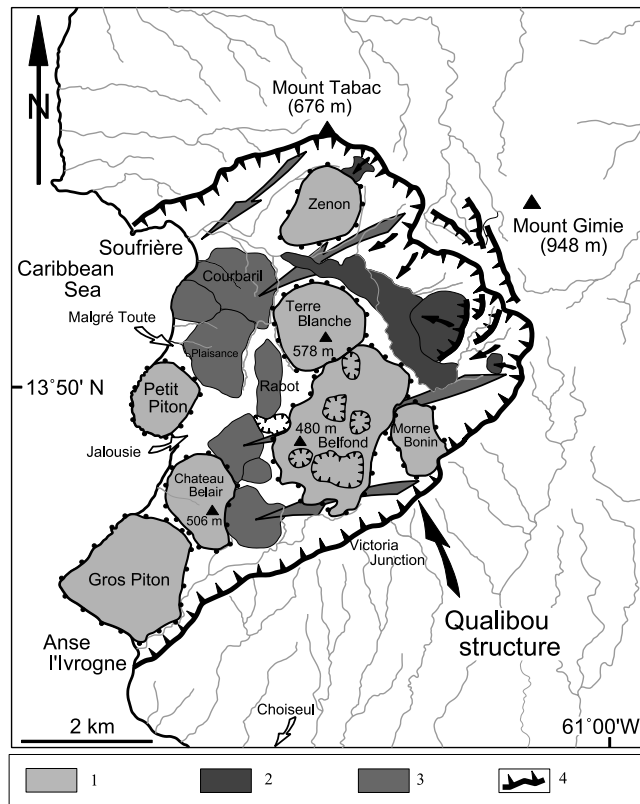 N
Mount Tabac
(676 m)
Zenon
Mount Gimie
(948 m)
Soufrière
Caribbean
Sea
Courbaril
Malgré Toute
Terre
Blanche
578 m
Plaisance
13°50' N
Petit
Piton
Rabot
480 m
Belfond
Morne
Bonin
Jalousie
Chateau
Belair
506 m
Victoria
Junction
Gros Piton
Qualibou
structure
Anse
l'Ivrogne
Choiseul
2 km
61°00'W
1
2
3
4